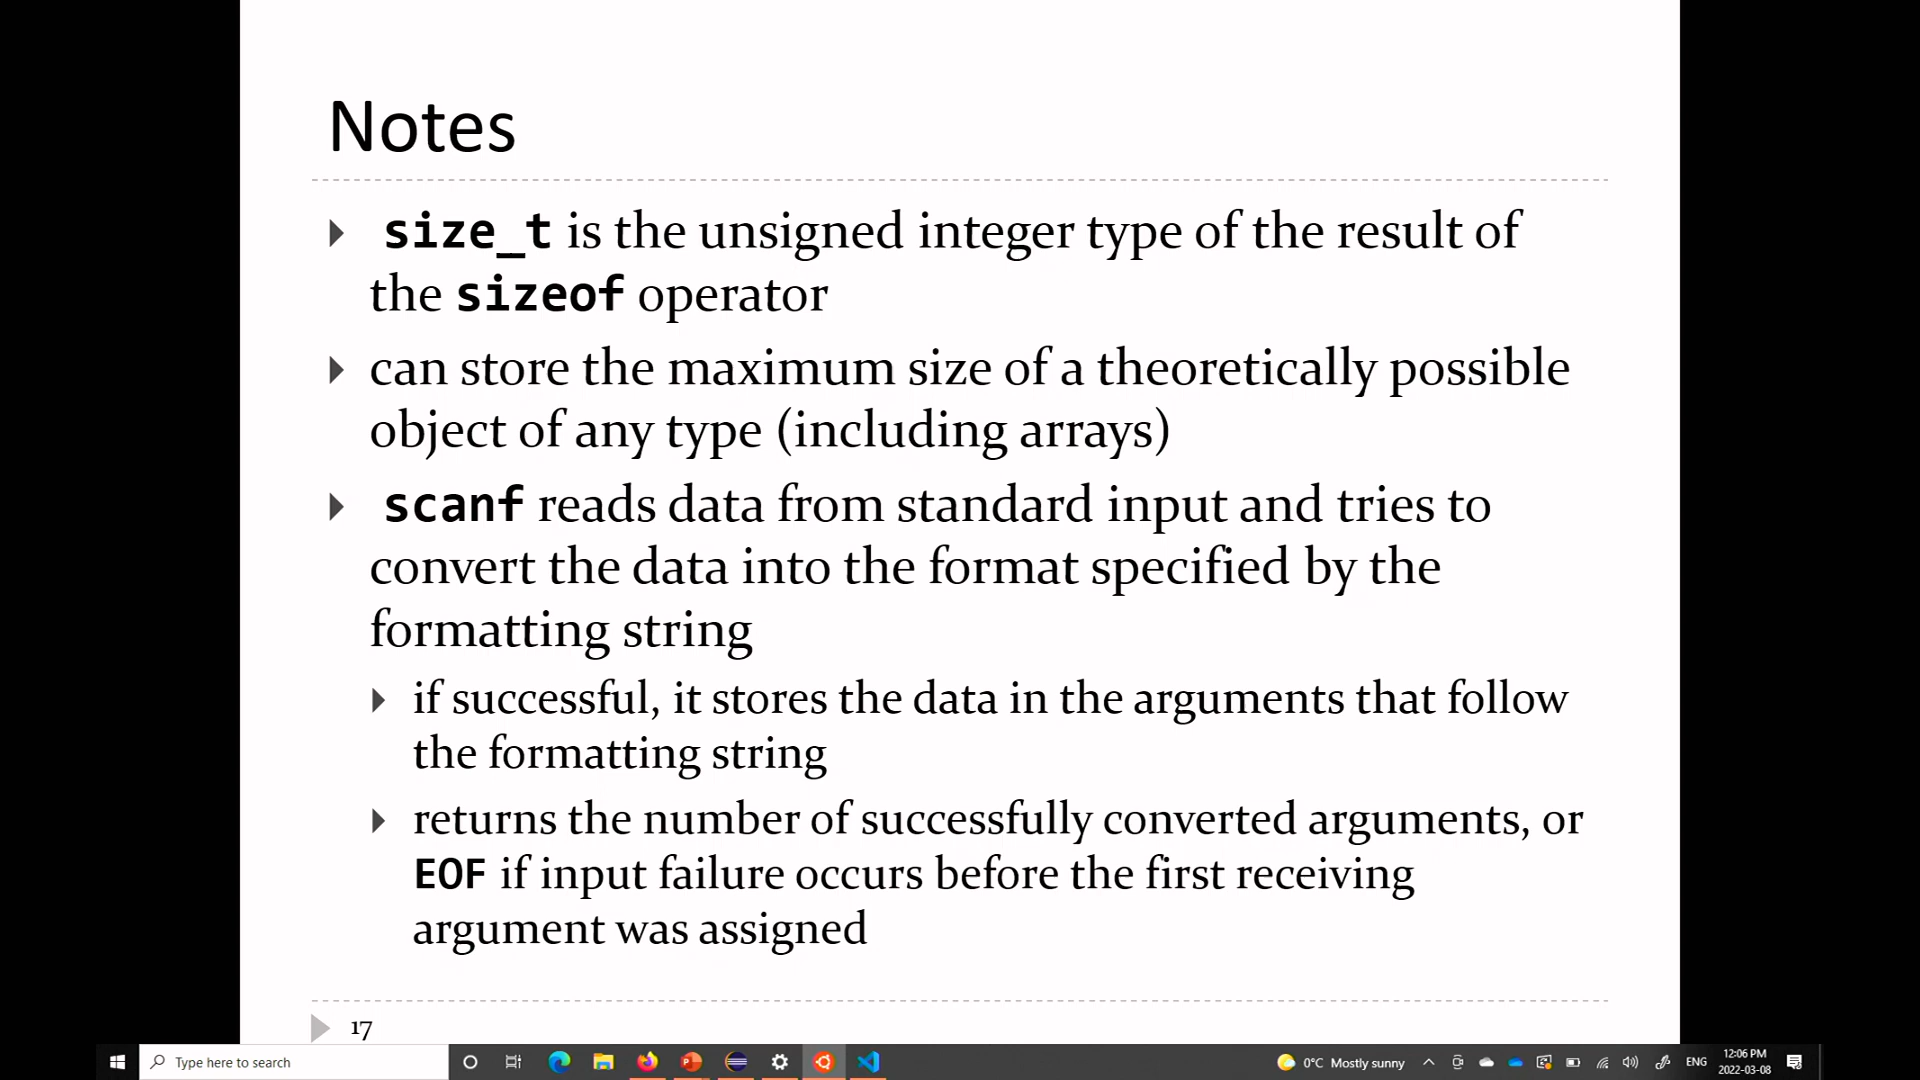 Notes
size_t is the unsigned integer type of the result of
the sizeof operator
can store the maximum size of a theoretically possible
object of any type (including arrays)
scanf reads data from standard input and tries to
convert the data into the format specified by the
formatting string
if successful, it stores the data in the arguments that follow
the formatting string
returns the number of successfully converted arguments, or
EOF if input failure occurs before the first receiving
argument was assigned
17
Type here to search
0°C Mostly sunny
ENG
12:06 PM
2022-03-08